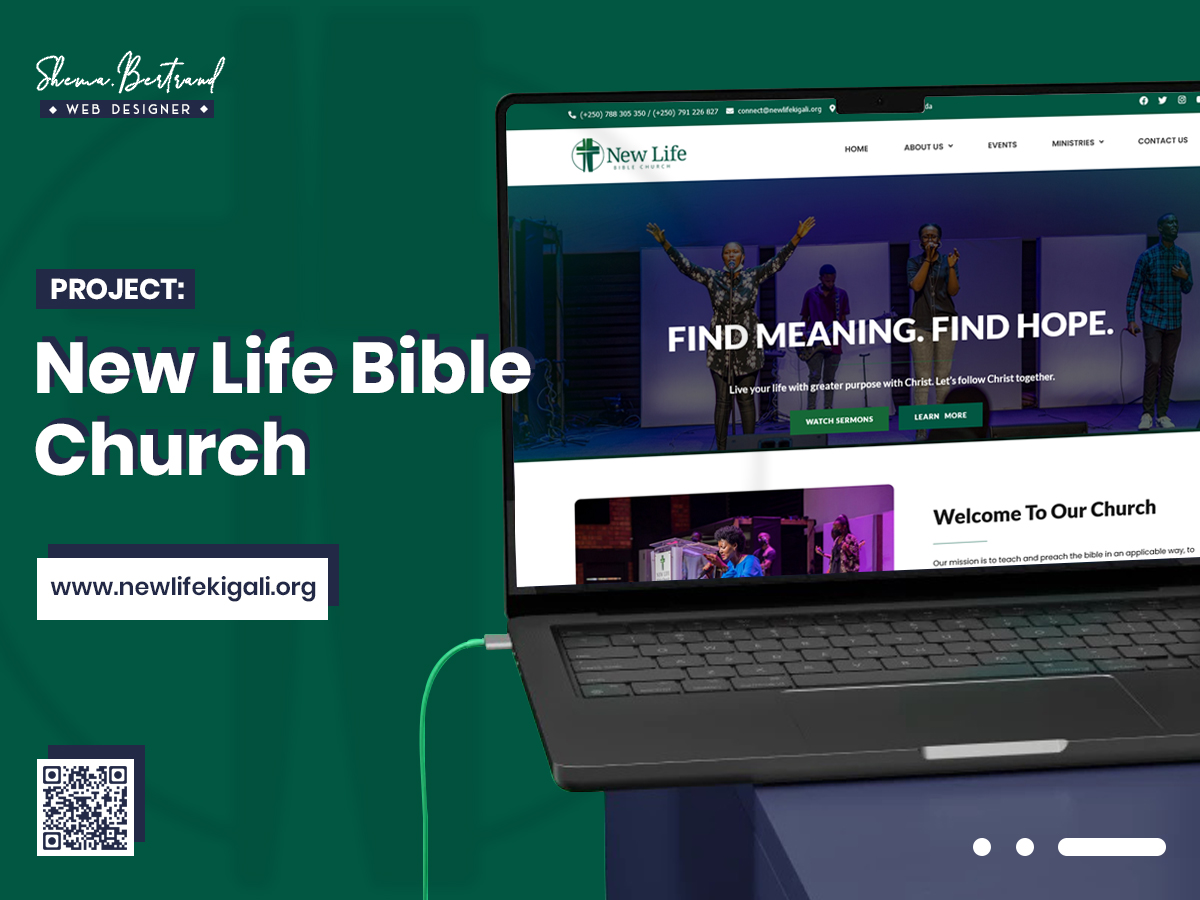 Shema.Bertrand
WEB DESIGNER
PROJECT:
New Life Bible
Church
www.newlifekigali.org
(+250) 788 305 350 / (+250) 791 226 827
connect@newlifekigali.org
da
New Life
BIBLE CHURCH
HOME
ABOUT US
EVENTS
MINISTRIES
CONTACT US
FIND MEANING. FIND HOPE.
Live your life with greater purpose with Christ. Let's follow Christ together.
WATCH SERMONS
LEARN MORE
NEW LIFE
Welcome To Our Church
Our mission is to teach and preach the bible in an applicable way, to